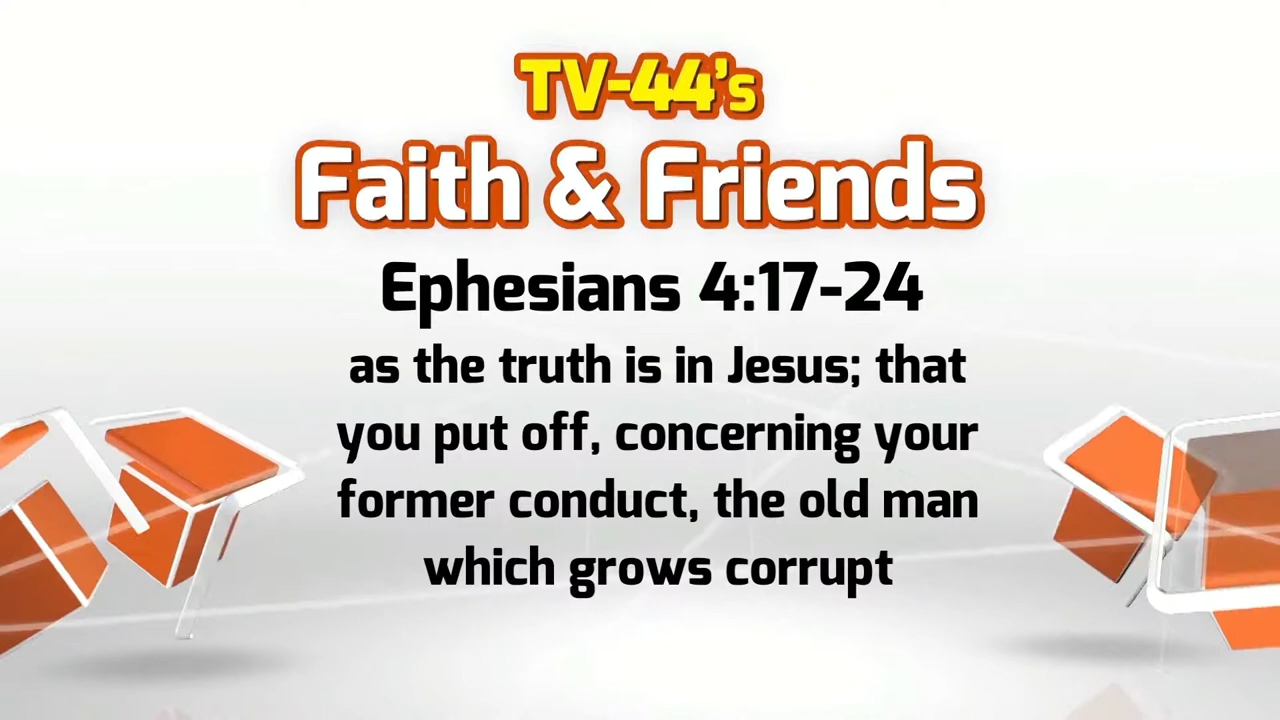 TV-44's
Faith & Friends
Ephesians 4:17-24
as the truth is in Jesus; that
you put off, concerning your
former conduct, the old man
which grows corrupt